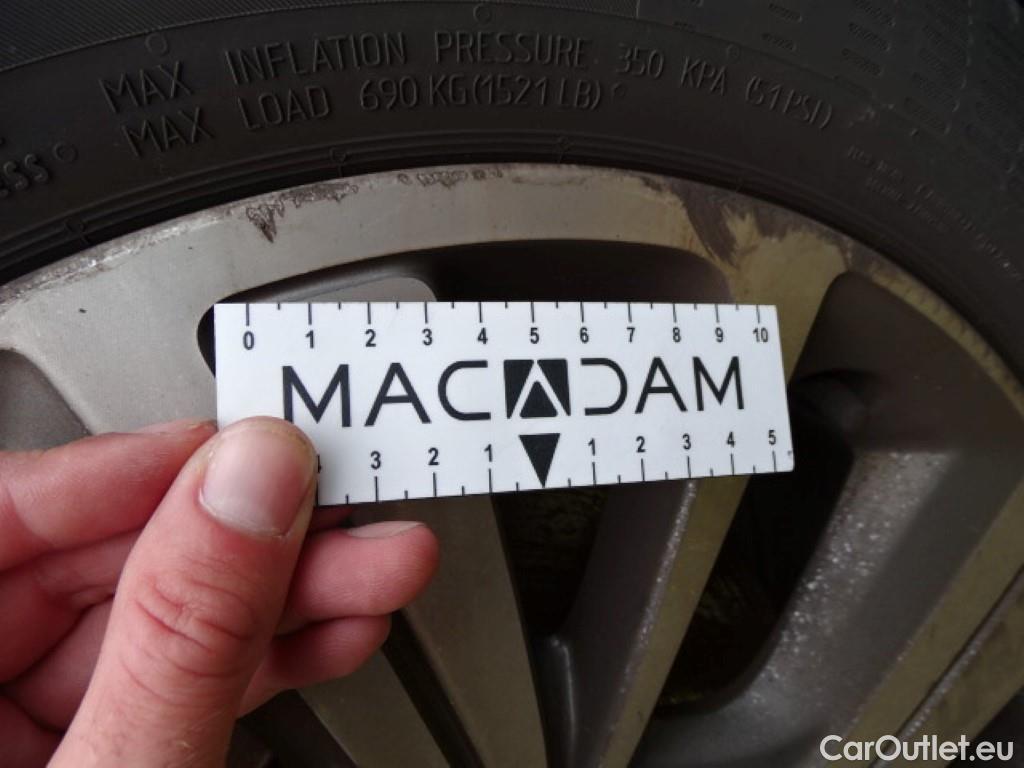 MAX INFLATION PRESSURE 350 KPA (51 PSI)
MAX LOAD 690 KG (1521 LB)
ESS
0 1 2 3 4 5 6 7 8 9 10
MACADAM
3 2 1 1 2 3 4 5
CarOutlet.eu